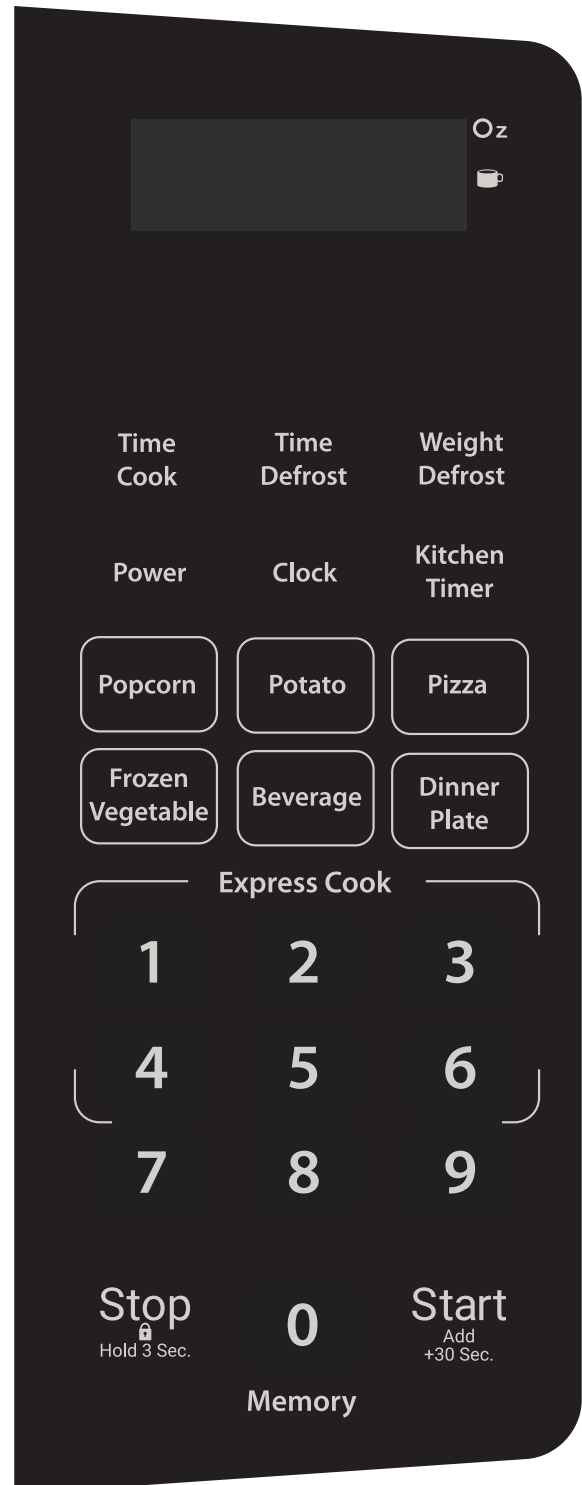 Oz
Time Time Weight
Cook Defrost Defrost
Power Clock Kitchen
Timer
Popcorn Potato Pizza
Frozen
Vegetable Beverage Dinner
Plate
Express Cook
1 2 3
4 5 6
7 8 9
Stop 0 Start
Hold 3 Sec. Add
+30 Sec.
Memory